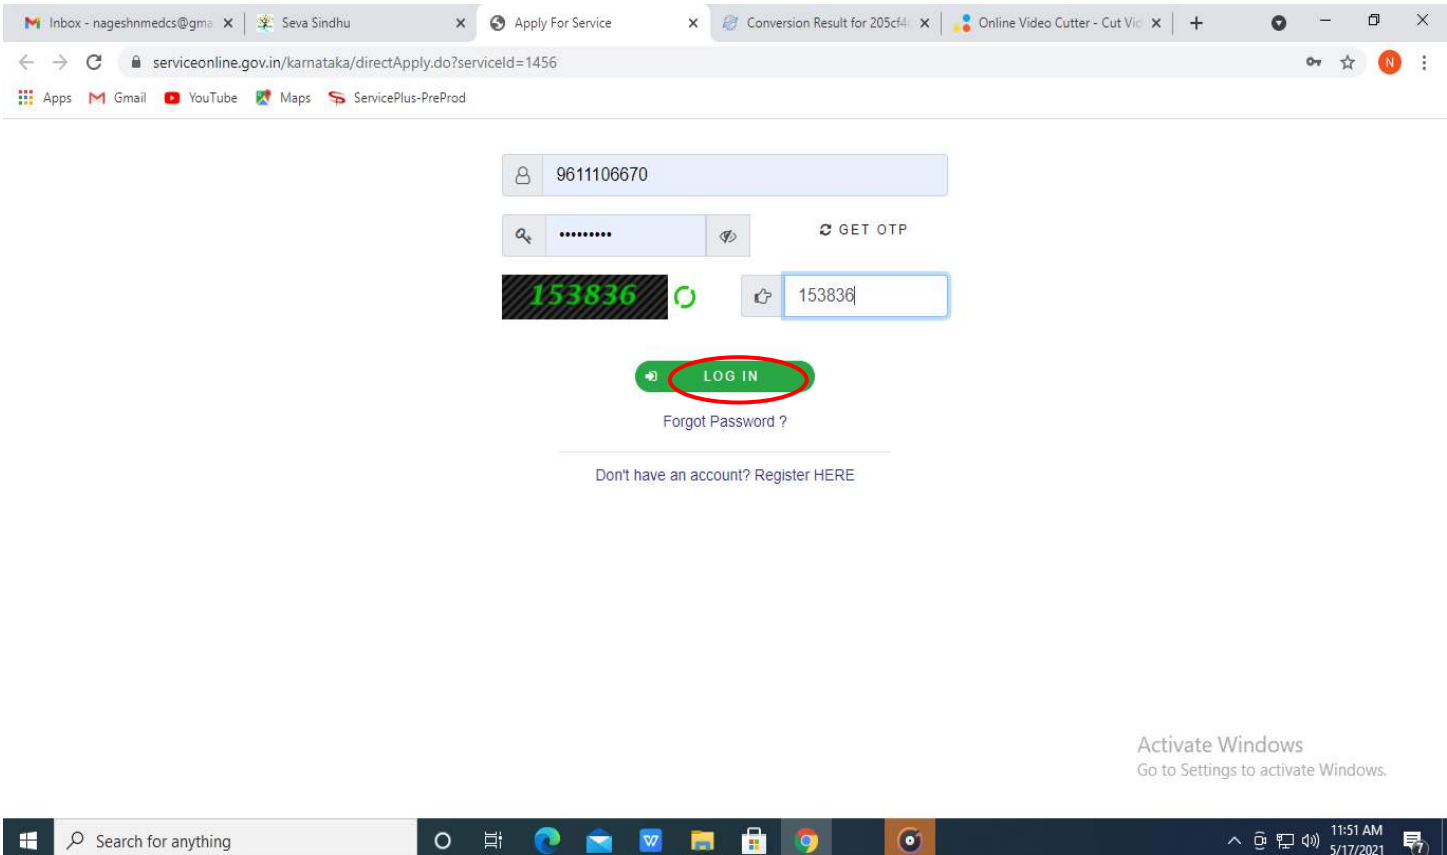 Inbox - nageshnmedcs@gma
Seva Sindhu
Apply For Service
Conversion Result for 205cf4
Online Video Cutter - Cut Vid
serviceonline.gov.in/karnataka/directApply.do?serviceId=1456
N
Apps
Gmail
YouTube
Maps
ServicePlus-PreProd
9611106670
•••••••••
GET OTP
153836
153836
LOG IN
Forgot Password ?
Don't have an account? Register HERE
Activate Windows
Go to Settings to activate Windows.
Search for anything
W
11:51 AM
5/17/2021
7